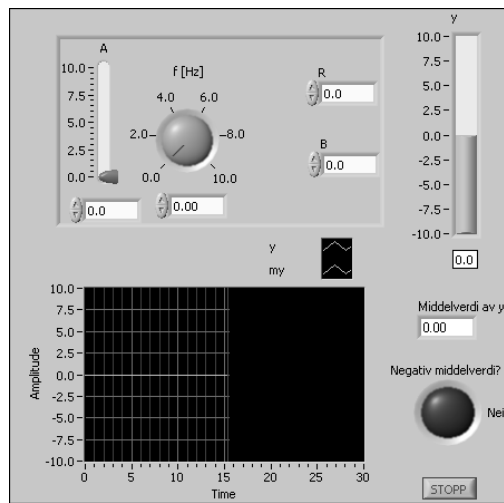 A
10.0
7.5
5.0
2.5
0.0
0.0
f [Hz]
4.0 6.0
2.0 8.0
0.0 10.0
0.00
R
0.0
B
0.0
y
10.0
7.5
5.0
2.5
0.0
-2.5
-5.0
-7.5
-10.0
0.0
y
my
Amplitude
10.0
7.5
5.0
2.5
0.0
-2.5
-5.0
-7.5
-10.0
0 5 10 15 20 25 30
Time
Middelverdi av y
0.00
Negativ middelverdi?
Nei
STOPP